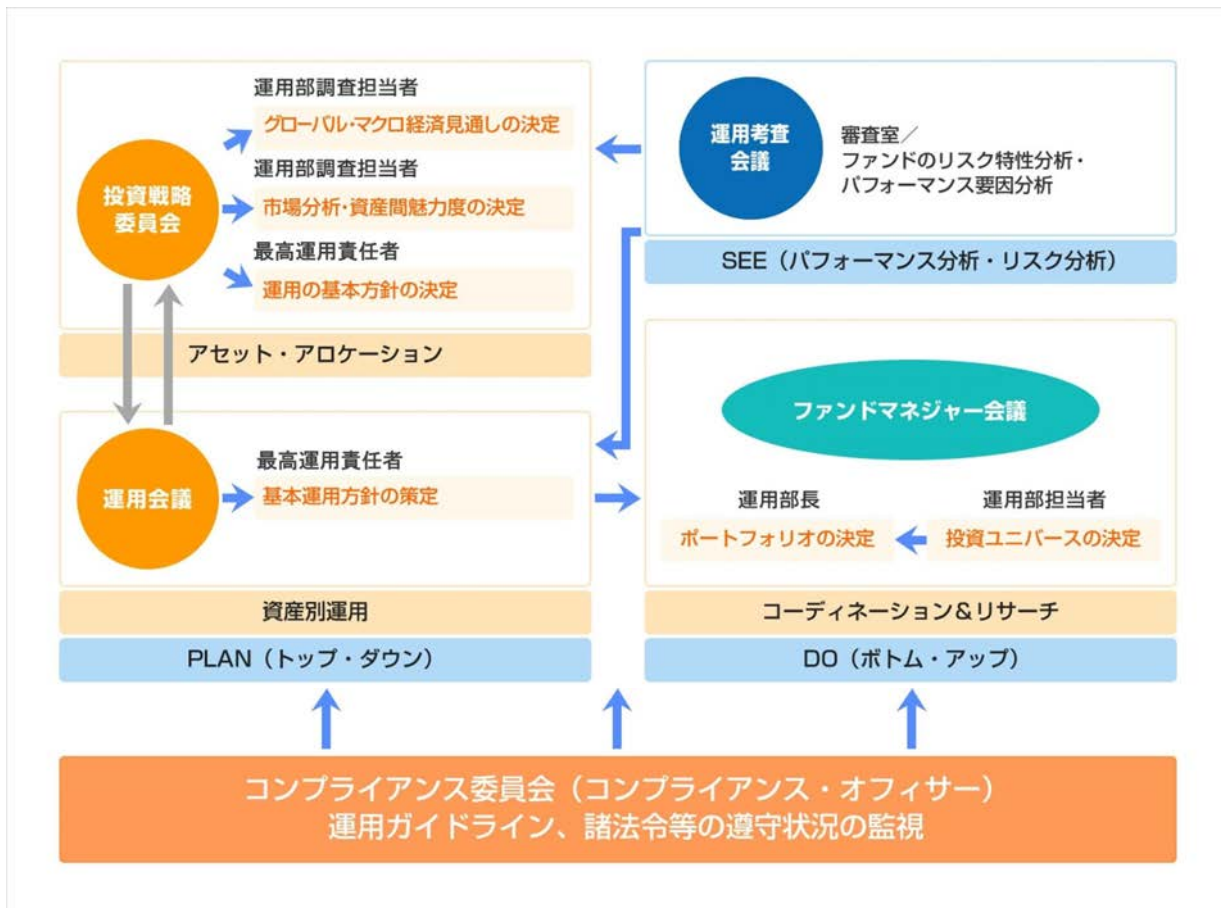 運用部調査担当者
グローバル・マクロ経済見通しの決定
投資戦略
委員会
運用部調査担当者
市場分析・資産間魅力度の決定
最高運用責任者
運用の基本方針の決定
アセット・アロケーション
運用会議
最高運用責任者
基本運用方針の策定
資産別運用
PLAN（トップ・ダウン）
運用考査
会議
審査室／
ファンドのリスク特性分析・
パフォーマンス要因分析
SEE（パフォーマンス分析・リスク分析）
ファンドマネジャー会議
運用部長
ポートフォリオの決定
運用部担当者
投資ユニバースの決定
コーディネーション＆リサーチ
DO（ボトム・アップ）
コンプライアンス委員会（コンプライアンス・オフィサー）
運用ガイドライン、諸法令等の遵守状況の監視